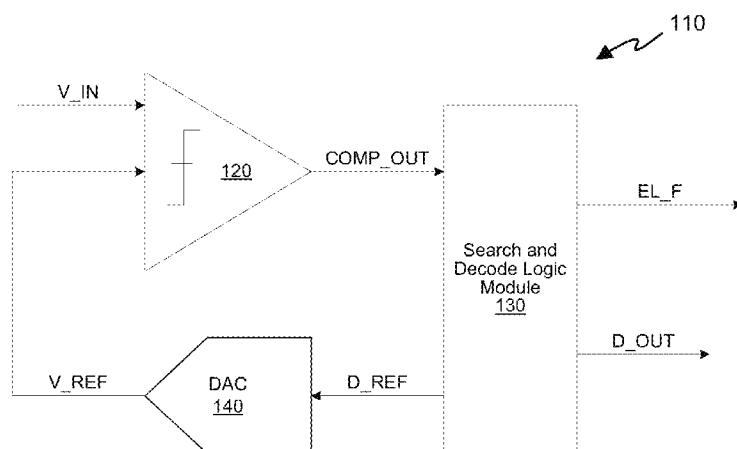 110
V_IN
120
COMP_OUT
EL_F
Search and
Decode Logic
Module
130
D_OUT
V_REF
DAC
140
D_REF